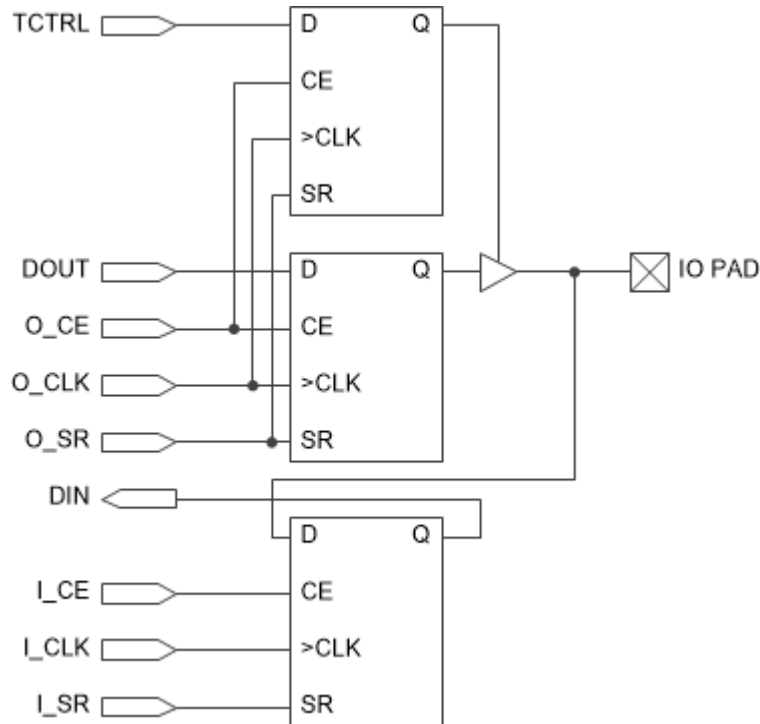 TCTRL D Q
CE
>CLK
SR
DOUT D Q IO PAD
O_CE CE
O_CLK >CLK
O_SR SR
DIN
D Q
I_CE CE
I_CLK >CLK
I_SR SR